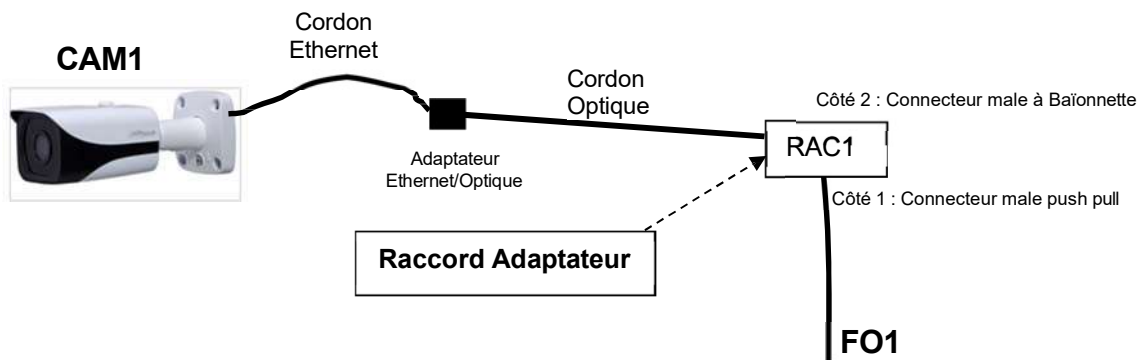 Cordon
Ethernet
CAM1
Cordon
Optique
Côté 2 : Connecteur male à Baïonnette
RAC1
Adaptateur
Ethernet/Optique
Côté 1 : Connecteur male push pull
Raccord Adaptateur
FO1